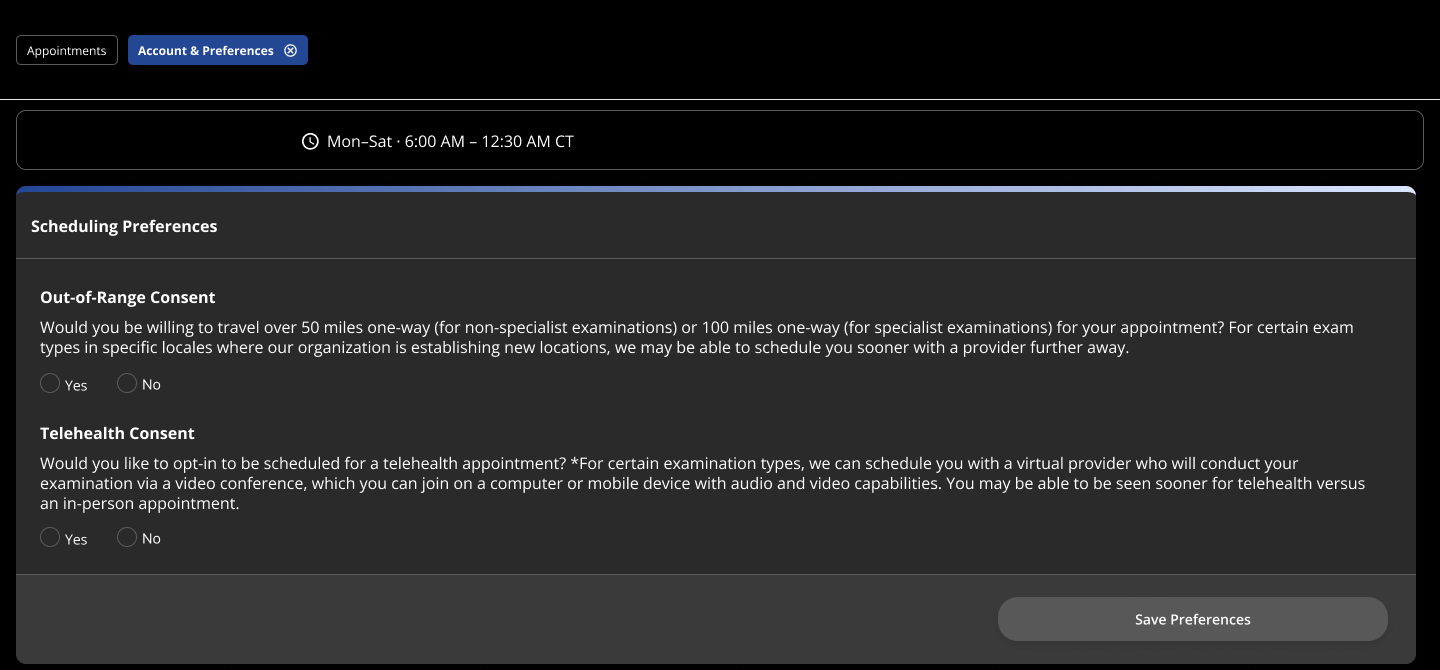 Appointments
Account & Preferences
Mon–Sat · 6:00 AM – 12:30 AM CT
Scheduling Preferences
Out-of-Range Consent
Would you be willing to travel over 50 miles one-way (for non-specialist examinations) or 100 miles one-way (for specialist examinations) for your appointment? For certain exam
types in specific locales where our organization is establishing new locations, we may be able to schedule you sooner with a provider further away.
Yes No
Telehealth Consent
Would you like to opt-in to be scheduled for a telehealth appointment? *For certain examination types, we can schedule you with a virtual provider who will conduct your
examination via a video conference, which you can join on a computer or mobile device with audio and video capabilities. You may be able to be seen sooner for telehealth versus
an in-person appointment.
Yes No
Save Preferences